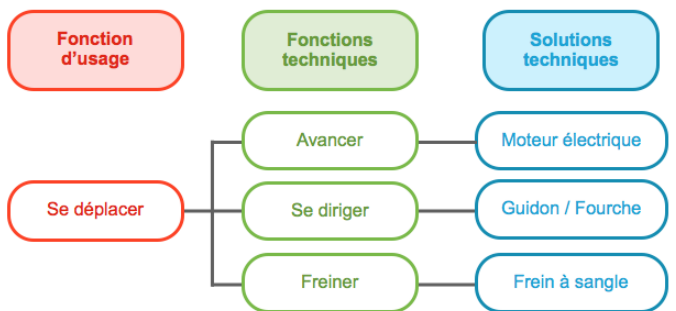 Fonction
d'usage
Fonctions
techniques
Solutions
techniques
Avancer
Moteur électrique
Se déplacer
Se diriger
Guidon / Fourche
Freiner
Frein à sangle